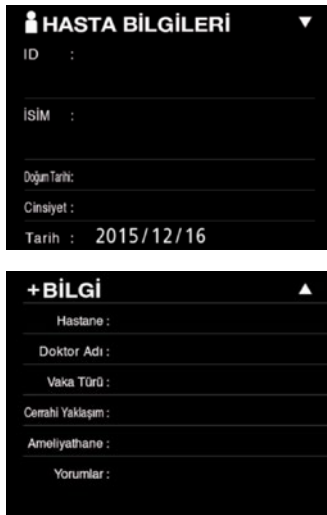 HASTA BİLGİLERİ
ID :
İSİM :
Doğum Tarihi:
Cinsiyet :
Tarih : 2015/12/16
+BİLGİ
Hastane :
Doktor Adı :
Vaka Türü :
Cerrahi Yaklaşım :
Ameliyathane :
Yorumlar :